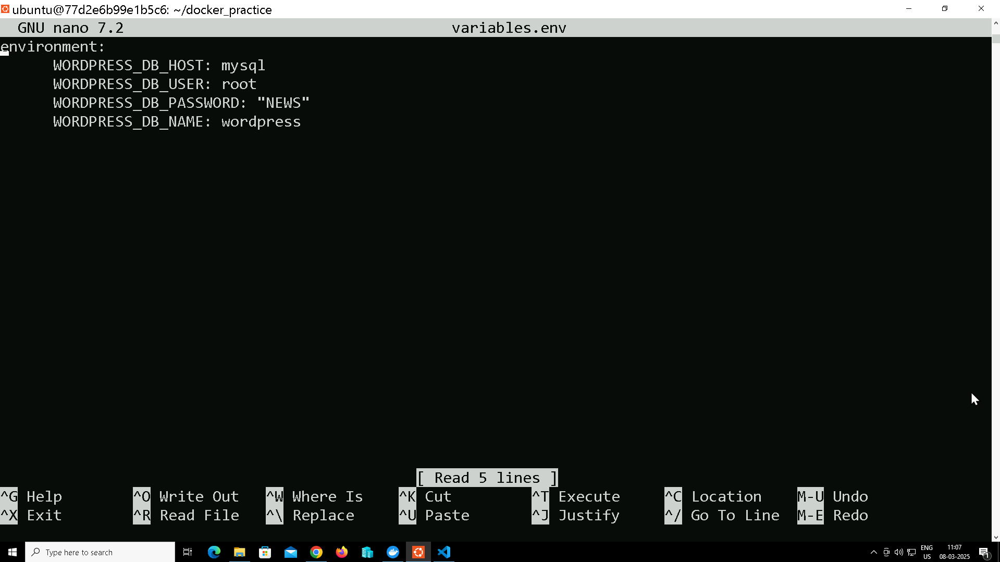 ubuntu@77d2e6b99e1b5c6: ~/docker_practice
GNU nano 7.2 variables.env
environment:
WORDPRESS_DB_HOST: mysql
WORDPRESS_DB_USER: root
WORDPRESS_DB_PASSWORD: "NEWS"
WORDPRESS_DB_NAME: wordpress
[ Read 5 lines ]
^G Help ^O Write Out ^W Where Is ^K Cut ^T Execute ^C Location M-U Undo
^X Exit ^R Read File ^\ Replace ^U Paste ^J Justify ^/ Go To Line M-E Redo
Type here to search
ENG
US
11:07
08-03-2025
1